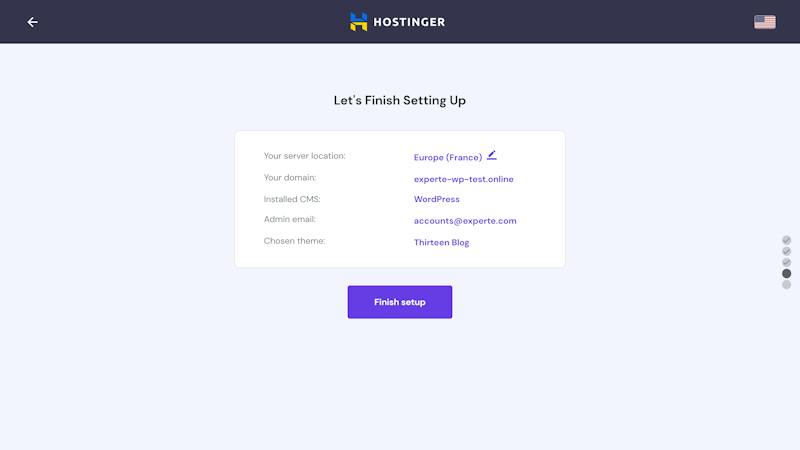 HOSTINGER
Let's Finish Setting Up
Your server location: Europe (France)
Your domain: experte-wp-test.online
Installed CMS: WordPress
Admin email: accounts@experte.com
Chosen theme: Thirteen Blog
Finish setup